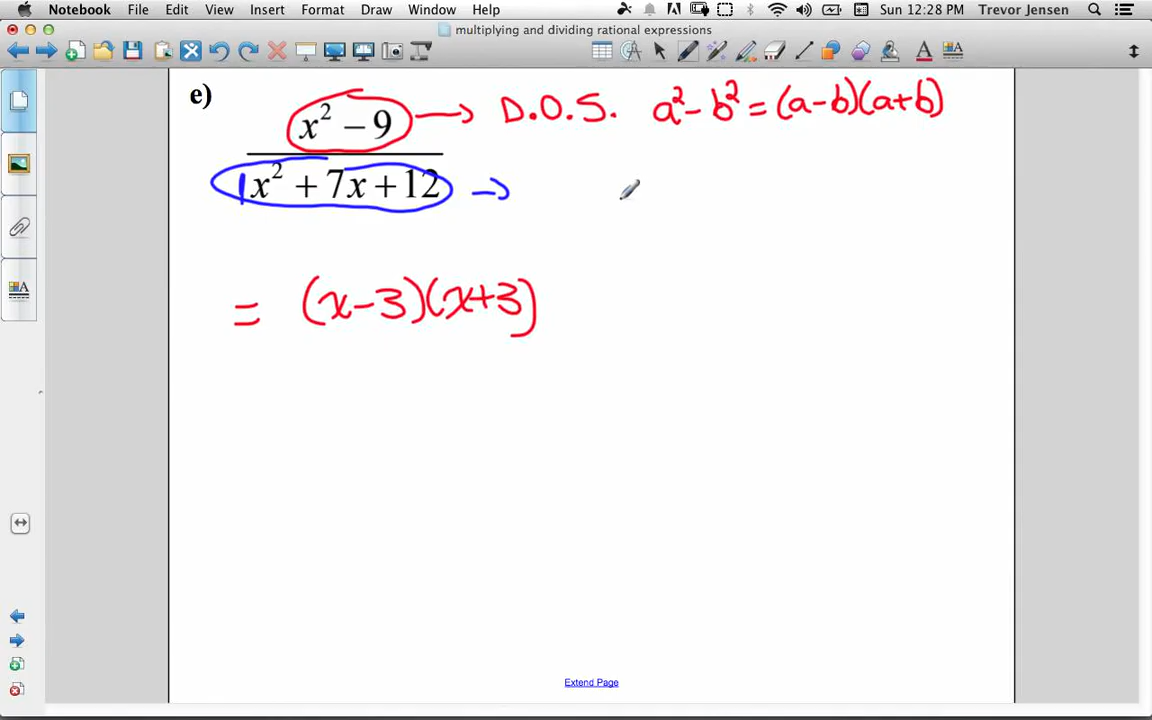 Notebook File Edit View Insert Format Draw Window Help Sun 12:28 PM Trevor Jensen
multiplying and dividing rational expressions
e)
x² − 9 → D.O.S. a² − b² = (a−b)(a+b)
1x² + 7x + 12 →
= (x−3)(x+3)
Extend Page